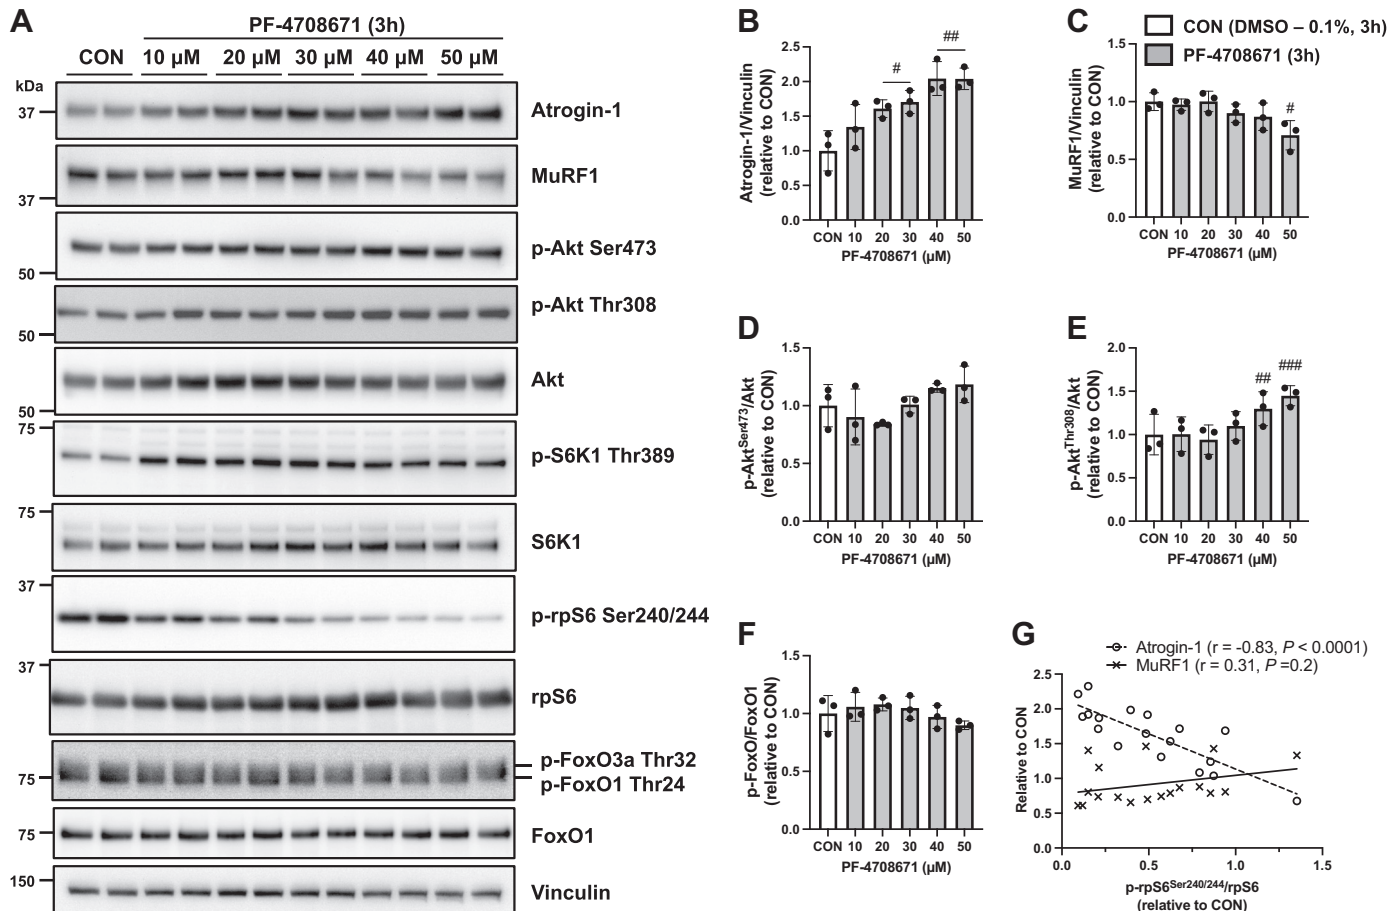 A
PF-4708671 (3h)
CON 10 µM 20 µM 30 µM 40 µM 50 µM
kDa
37
Atrogin-1
MuRF1
37
p-Akt Ser473
50
p-Akt Thr308
50
Akt
50
75
p-S6K1 Thr389
75
S6K1
37
p-rpS6 Ser240/244
37
rpS6
p-FoxO3a Thr32
75
p-FoxO1 Thr24
75
FoxO1
150
Vinculin
B
Atrogin-1/Vinculin
(relative to CON)
2.5
2.0
1.5
1.0
0.5
0.0
#
##
CON 10 20 30 40 50
PF-4708671 (µM)
C
CON (DMSO – 0.1%, 3h)
PF-4708671 (3h)
MuRF1/Vinculin
(relative to CON)
1.5
1.0
0.5
0.0
#
CON 10 20 30 40 50
PF-4708671 (µM)
D
p-AktSer473/Akt
(relative to CON)
1.5
1.0
0.5
0.0
CON 10 20 30 40 50
PF-4708671 (µM)
E
p-AktThr308/Akt
(relative to CON)
2.0
1.5
1.0
0.5
0.0
##
###
CON 10 20 30 40 50
PF-4708671 (µM)
F
p-FoxO/FoxO1
(relative to CON)
1.5
1.0
0.5
0.0
CON 10 20 30 40 50
PF-4708671 (µM)
G
Atrogin-1 (r = -0.83, P < 0.0001)
MuRF1 (r = 0.31, P =0.2)
Relative to CON
2.5
2.0
1.5
1.0
0.5
0.0
0.0 0.5 1.0 1.5
p-rpS6Ser240/244/rpS6
(relative to CON)